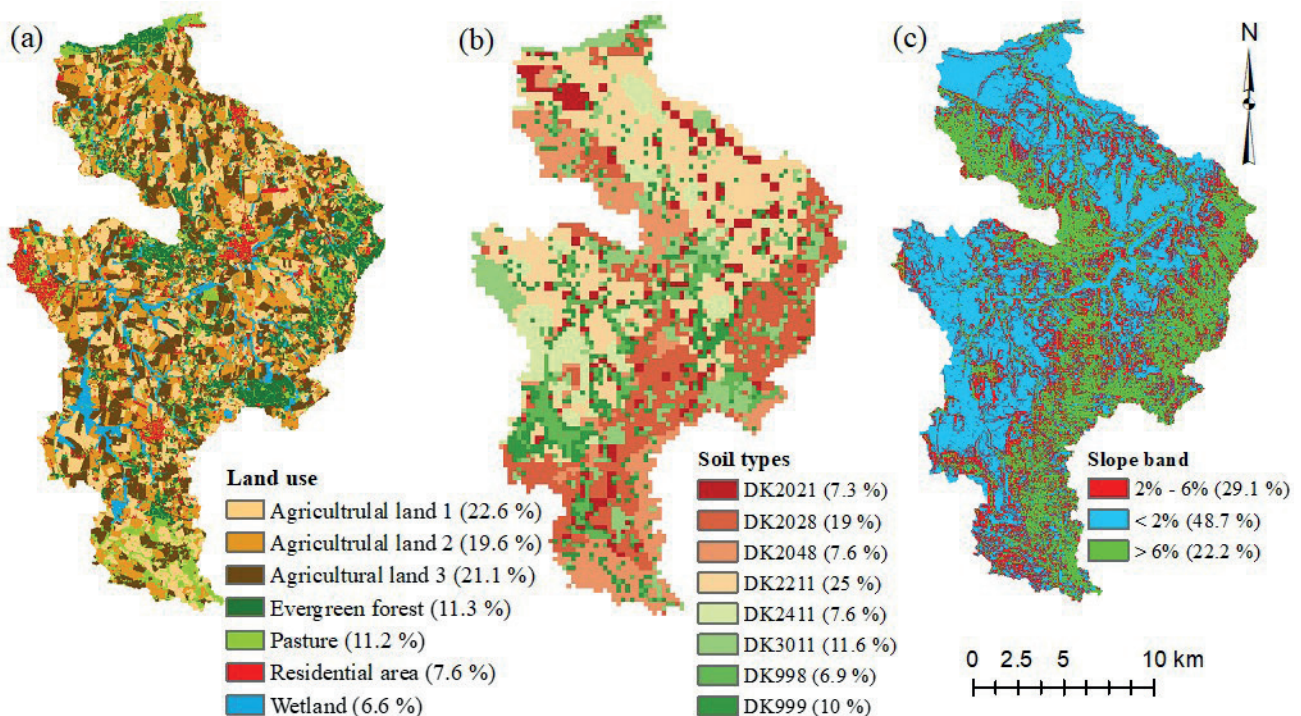 (a)
(b)
(c)
N
Land use
Agricultrulal land 1 (22.6 %)
Agricultrulal land 2 (19.6 %)
Agricultural land 3 (21.1 %)
Evergreen forest (11.3 %)
Pasture (11.2 %)
Residential area (7.6 %)
Wetland (6.6 %)
Soil types
DK2021 (7.3 %)
DK2028 (19 %)
DK2048 (7.6 %)
DK2211 (25 %)
DK2411 (7.6 %)
DK3011 (11.6 %)
DK998 (6.9 %)
DK999 (10 %)
Slope band
2% - 6% (29.1 %)
< 2% (48.7 %)
> 6% (22.2 %)
0 2.5 5 10 km